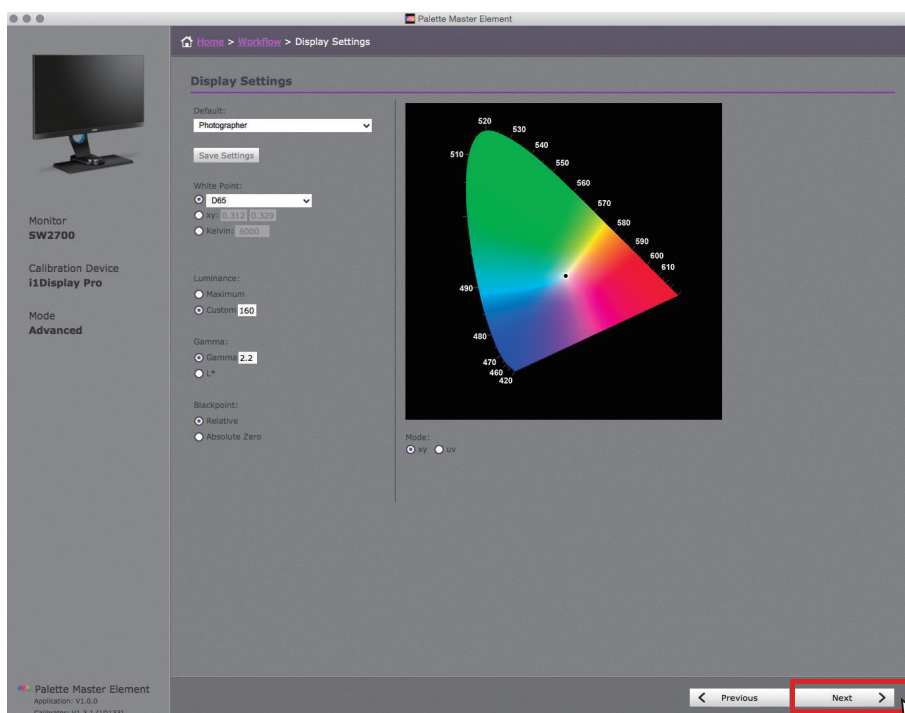 Palette Master Element
Home > Workflow > Display Settings
Display Settings
Default:
Photographer
Save Settings
White Point:
D65
xy: 0.312 0.329
Kelvin: 6000
Luminance:
Maximum
Custom 160
Gamma:
Gamma 2.2
L*
Blackpoint:
Relative
Absolute Zero
520
530
540
510
550
560
570
580
590
600
610
490
480
470
460
420
Mode:
xy uv
Monitor
SW2700
Calibration Device
i1Display Pro
Mode
Advanced
Palette Master Element
Application: V1.0.0
Previous
Next